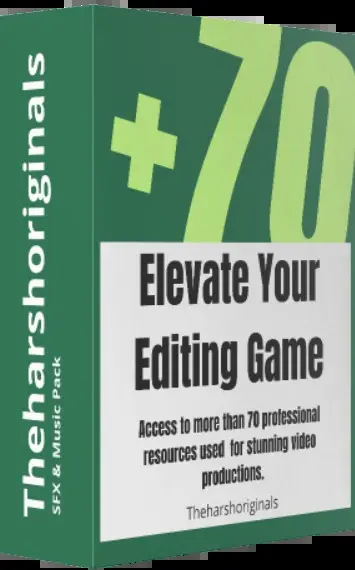 Theharshoriginals
SFX & Music Pack
+70
Elevate Your
Editing Game
Access to more than 70 professional
resources used for stunning video
productions.
Theharshoriginals